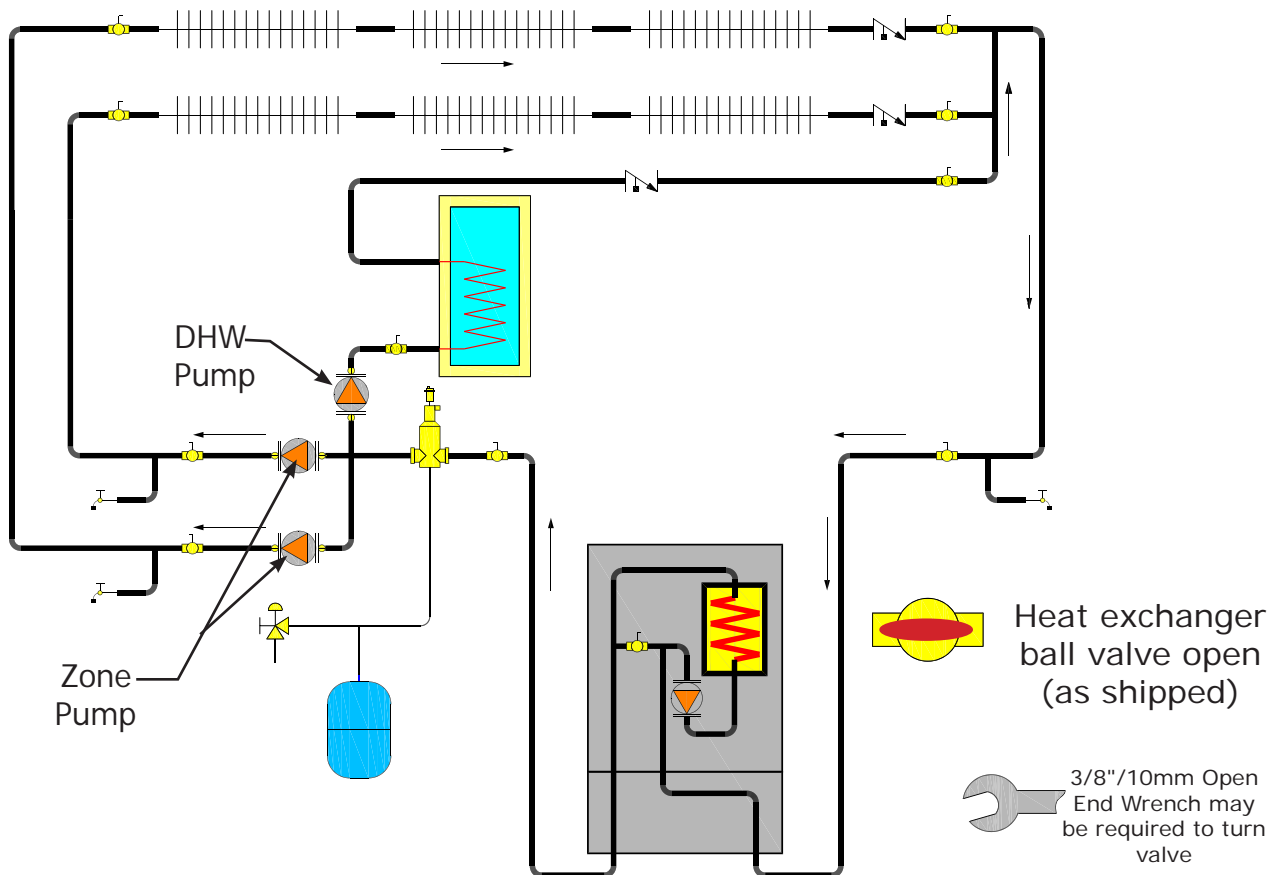 DHW
Pump
Zone
Pump
Heat exchanger
ball valve open
(as shipped)
3/8"/10mm Open
End Wrench may
be required to turn
valve